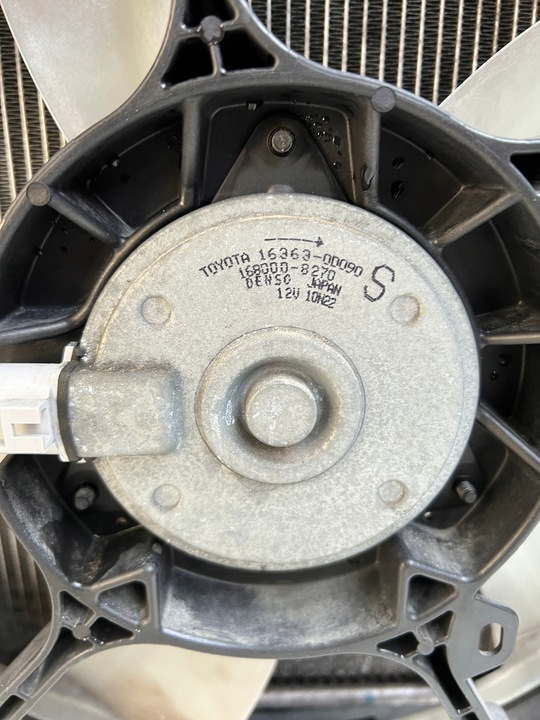 TOYOTA 16363-0D090
168000-8270
DENSO JAPAN
12V 10H22
S